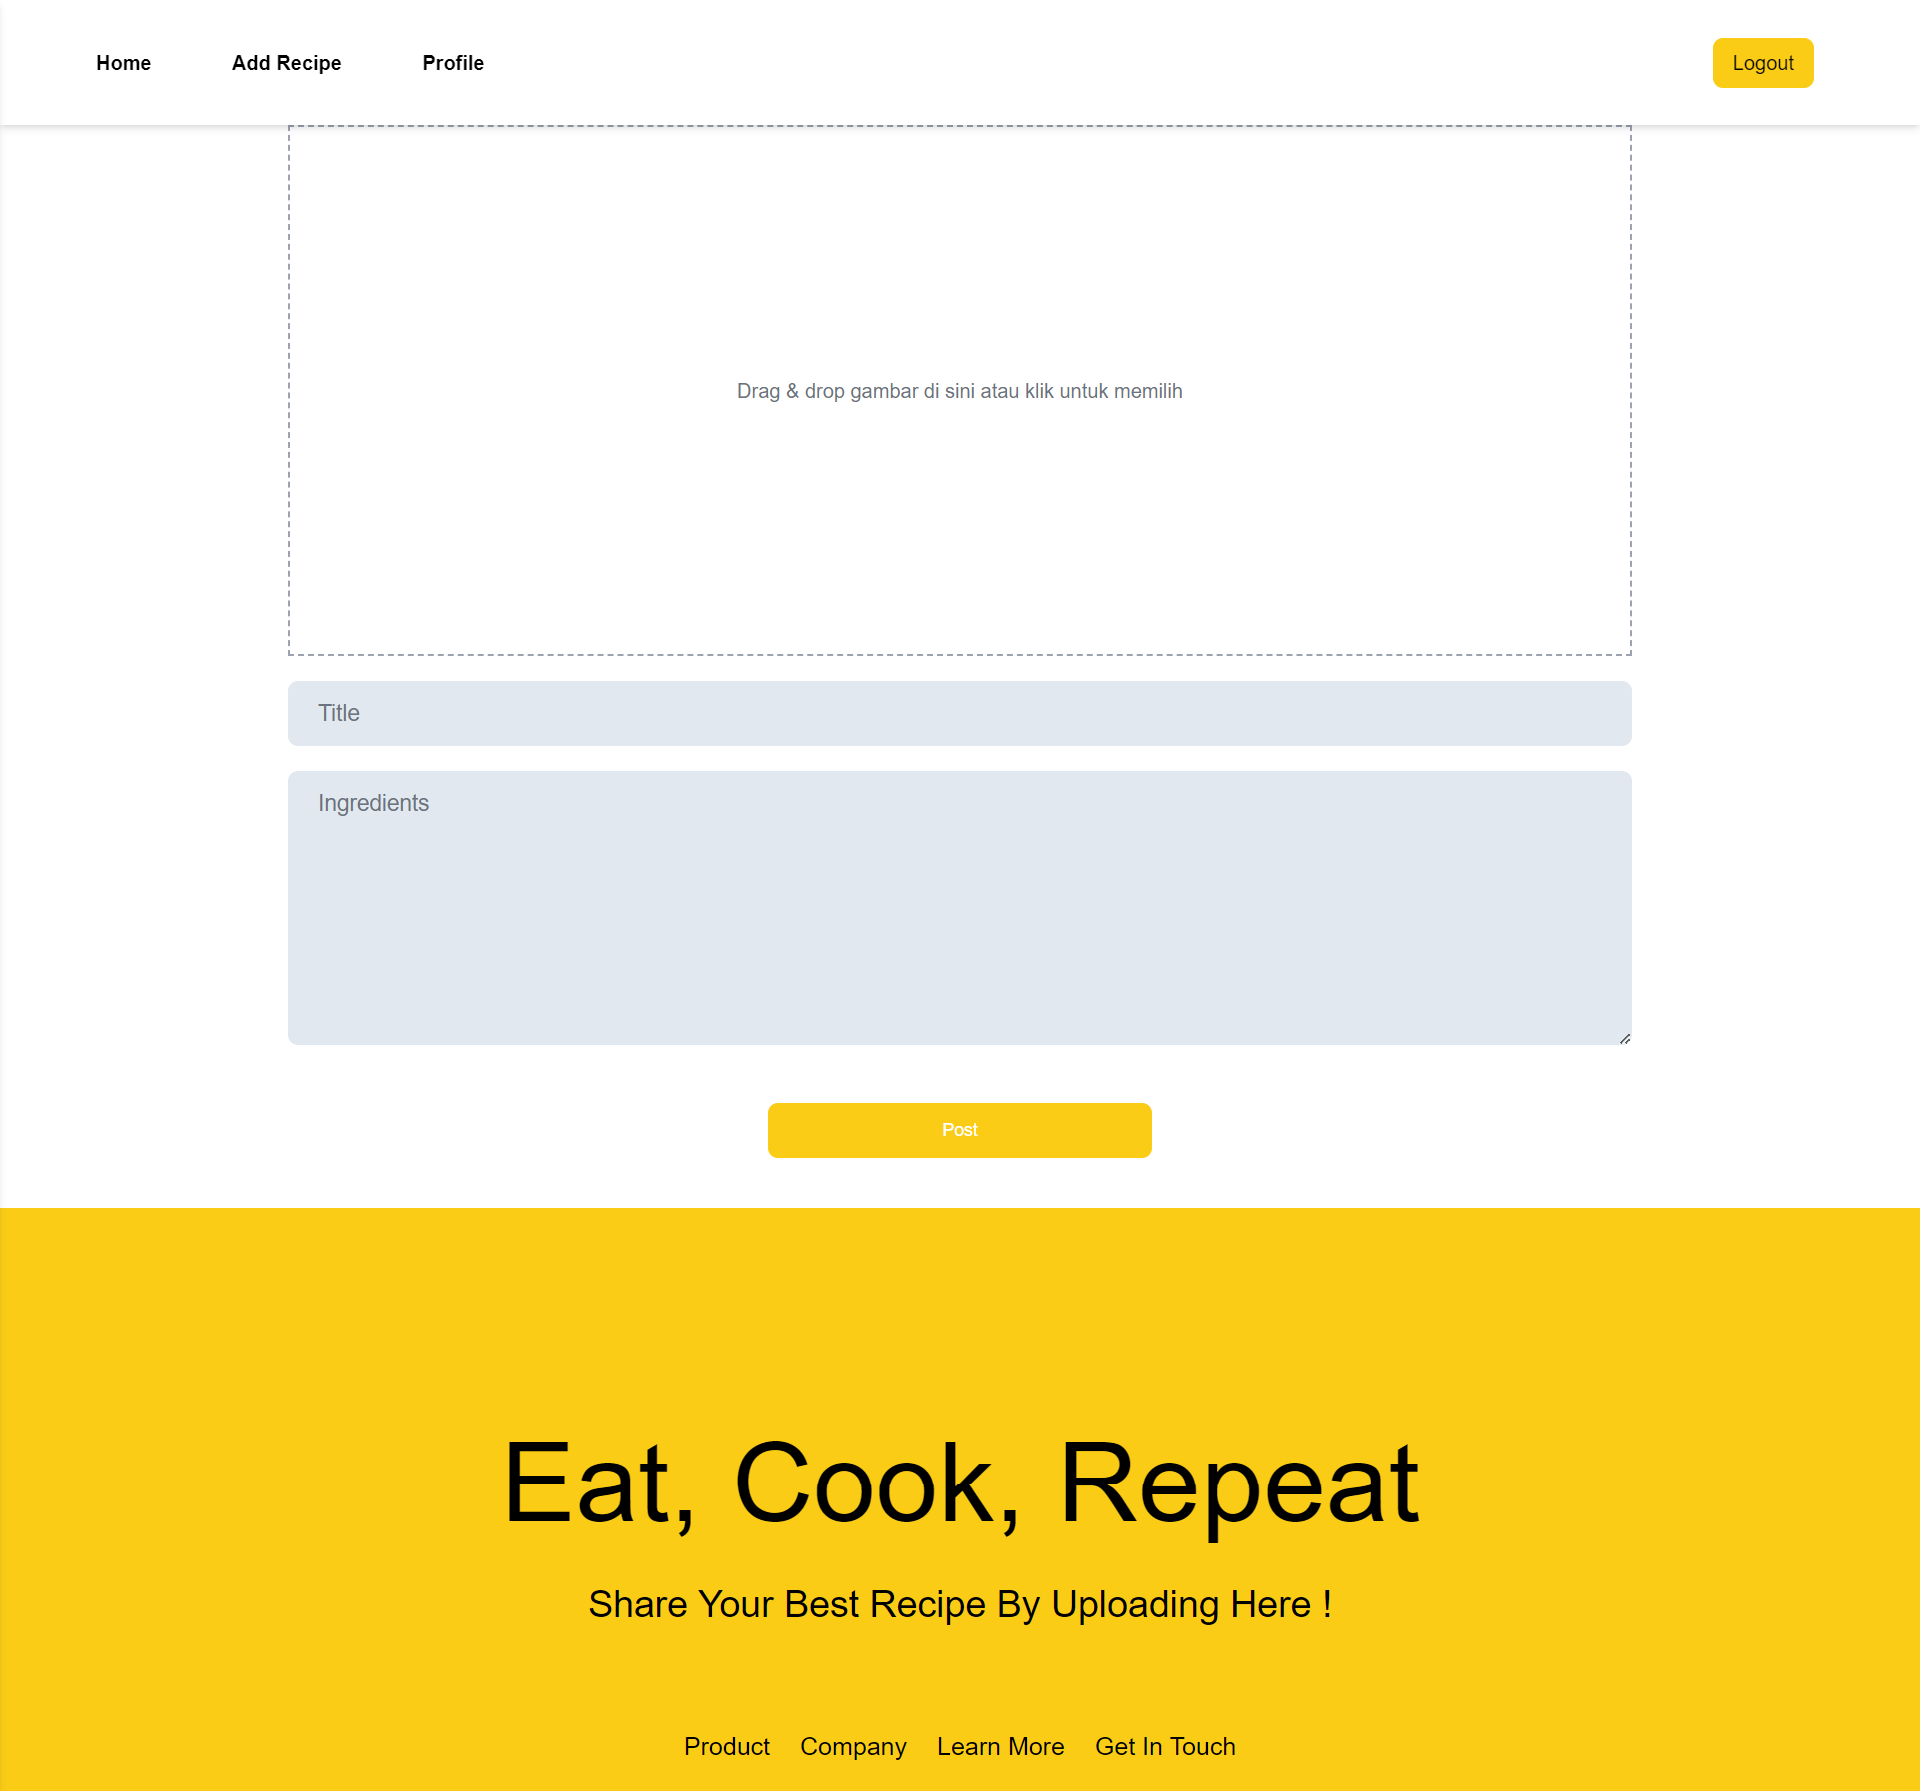 Home Add Recipe Profile Logout
Drag & drop gambar di sini atau klik untuk memilih
Title
Ingredients
Post
Eat, Cook, Repeat
Share Your Best Recipe By Uploading Here !
Product Company Learn More Get In Touch